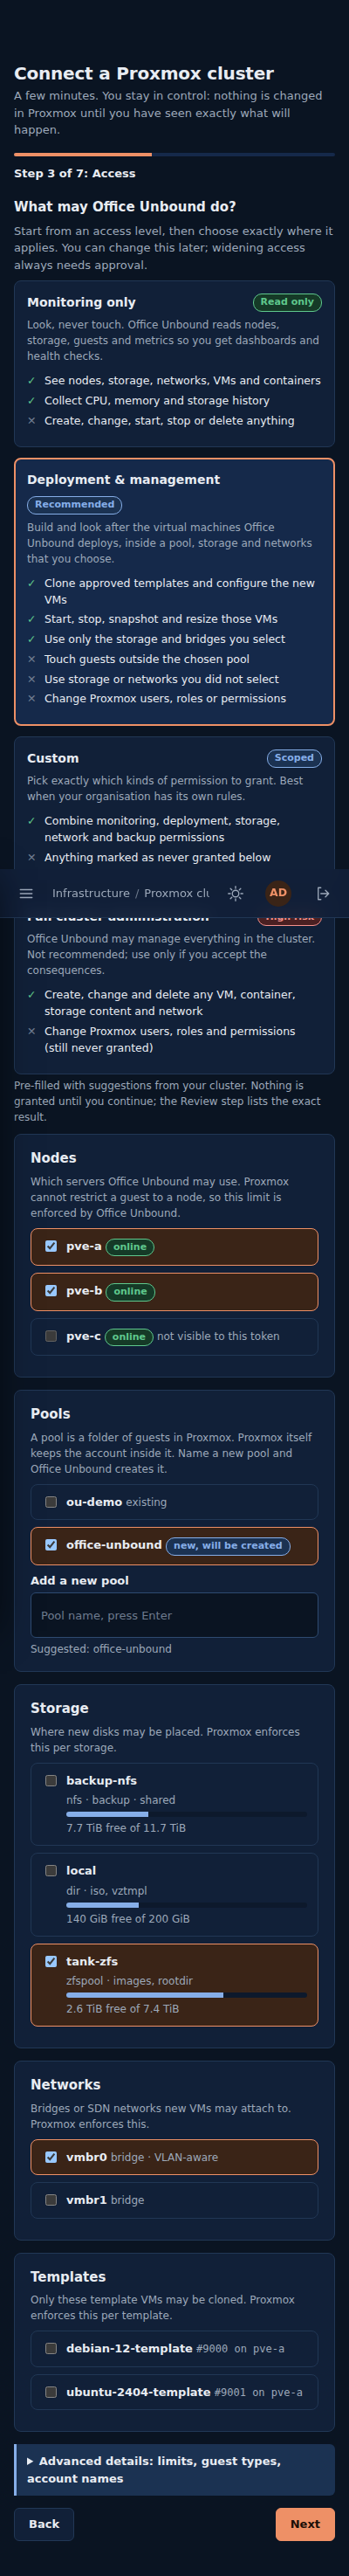 Connect a Proxmox cluster
A few minutes. You stay in control: nothing is changed
in Proxmox until you have seen exactly what will
happen.
Step 3 of 7: Access
What may Office Unbound do?
Start from an access level, then choose exactly where it
applies. You can change this later; widening access
always needs approval.
Monitoring only Read only
Look, never touch. Office Unbound reads nodes,
storage, guests and metrics so you get dashboards and
health checks.
✓ See nodes, storage, networks, VMs and containers
✓ Collect CPU, memory and storage history
✕ Create, change, start, stop or delete anything
Deployment & management
Recommended
Build and look after the virtual machines Office
Unbound deploys, inside a pool, storage and networks
that you choose.
✓ Clone approved templates and configure the new
VMs
✓ Start, stop, snapshot and resize those VMs
✓ Use only the storage and bridges you select
✕ Touch guests outside the chosen pool
✕ Use storage or networks you did not select
✕ Change Proxmox users, roles or permissions
Custom Scoped
Pick exactly which kinds of permission to grant. Best
when your organisation has its own rules.
✓ Combine monitoring, deployment, storage,
network and backup permissions
✕ Anything marked as never granted below
Infrastructure / Proxmox clu AD
Full cluster administration High risk
Office Unbound may manage everything in the cluster.
Not recommended; use only if you accept the
consequences.
✓ Create, change and delete any VM, container,
storage content and network
✕ Change Proxmox users, roles or permissions
(still never granted)
Pre-filled with suggestions from your cluster. Nothing is
granted until you continue; the Review step lists the exact
result.
Nodes
Which servers Office Unbound may use. Proxmox
cannot restrict a guest to a node, so this limit is
enforced by Office Unbound.
pve-a online
pve-b online
pve-c online not visible to this token
Pools
A pool is a folder of guests in Proxmox. Proxmox itself
keeps the account inside it. Name a new pool and
Office Unbound creates it.
ou-demo existing
office-unbound new, will be created
Add a new pool
Pool name, press Enter
Suggested: office-unbound
Storage
Where new disks may be placed. Proxmox enforces
this per storage.
backup-nfs
nfs · backup · shared
7.7 TiB free of 11.7 TiB
local
dir · iso, vztmpl
140 GiB free of 200 GiB
tank-zfs
zfspool · images, rootdir
2.6 TiB free of 7.4 TiB
Networks
Bridges or SDN networks new VMs may attach to.
Proxmox enforces this.
vmbr0 bridge · VLAN-aware
vmbr1 bridge
Templates
Only these template VMs may be cloned. Proxmox
enforces this per template.
debian-12-template #9000 on pve-a
ubuntu-2404-template #9001 on pve-a
▶ Advanced details: limits, guest types,
account names
Back Next